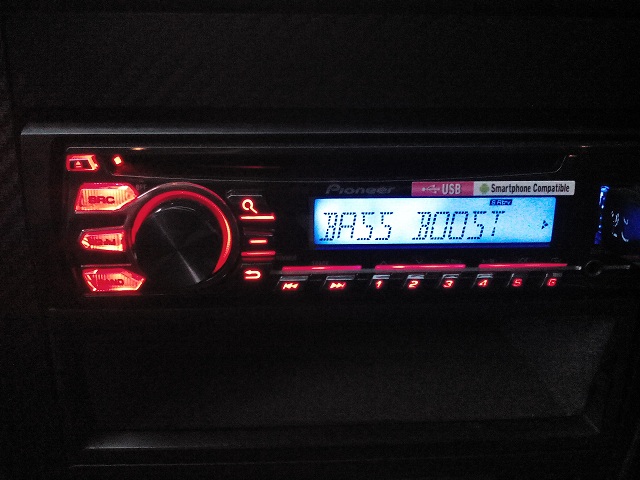 Pioneer
USB
Smartphone Compatible
BASS BOOST
SRC
1 2 3 4 5 6